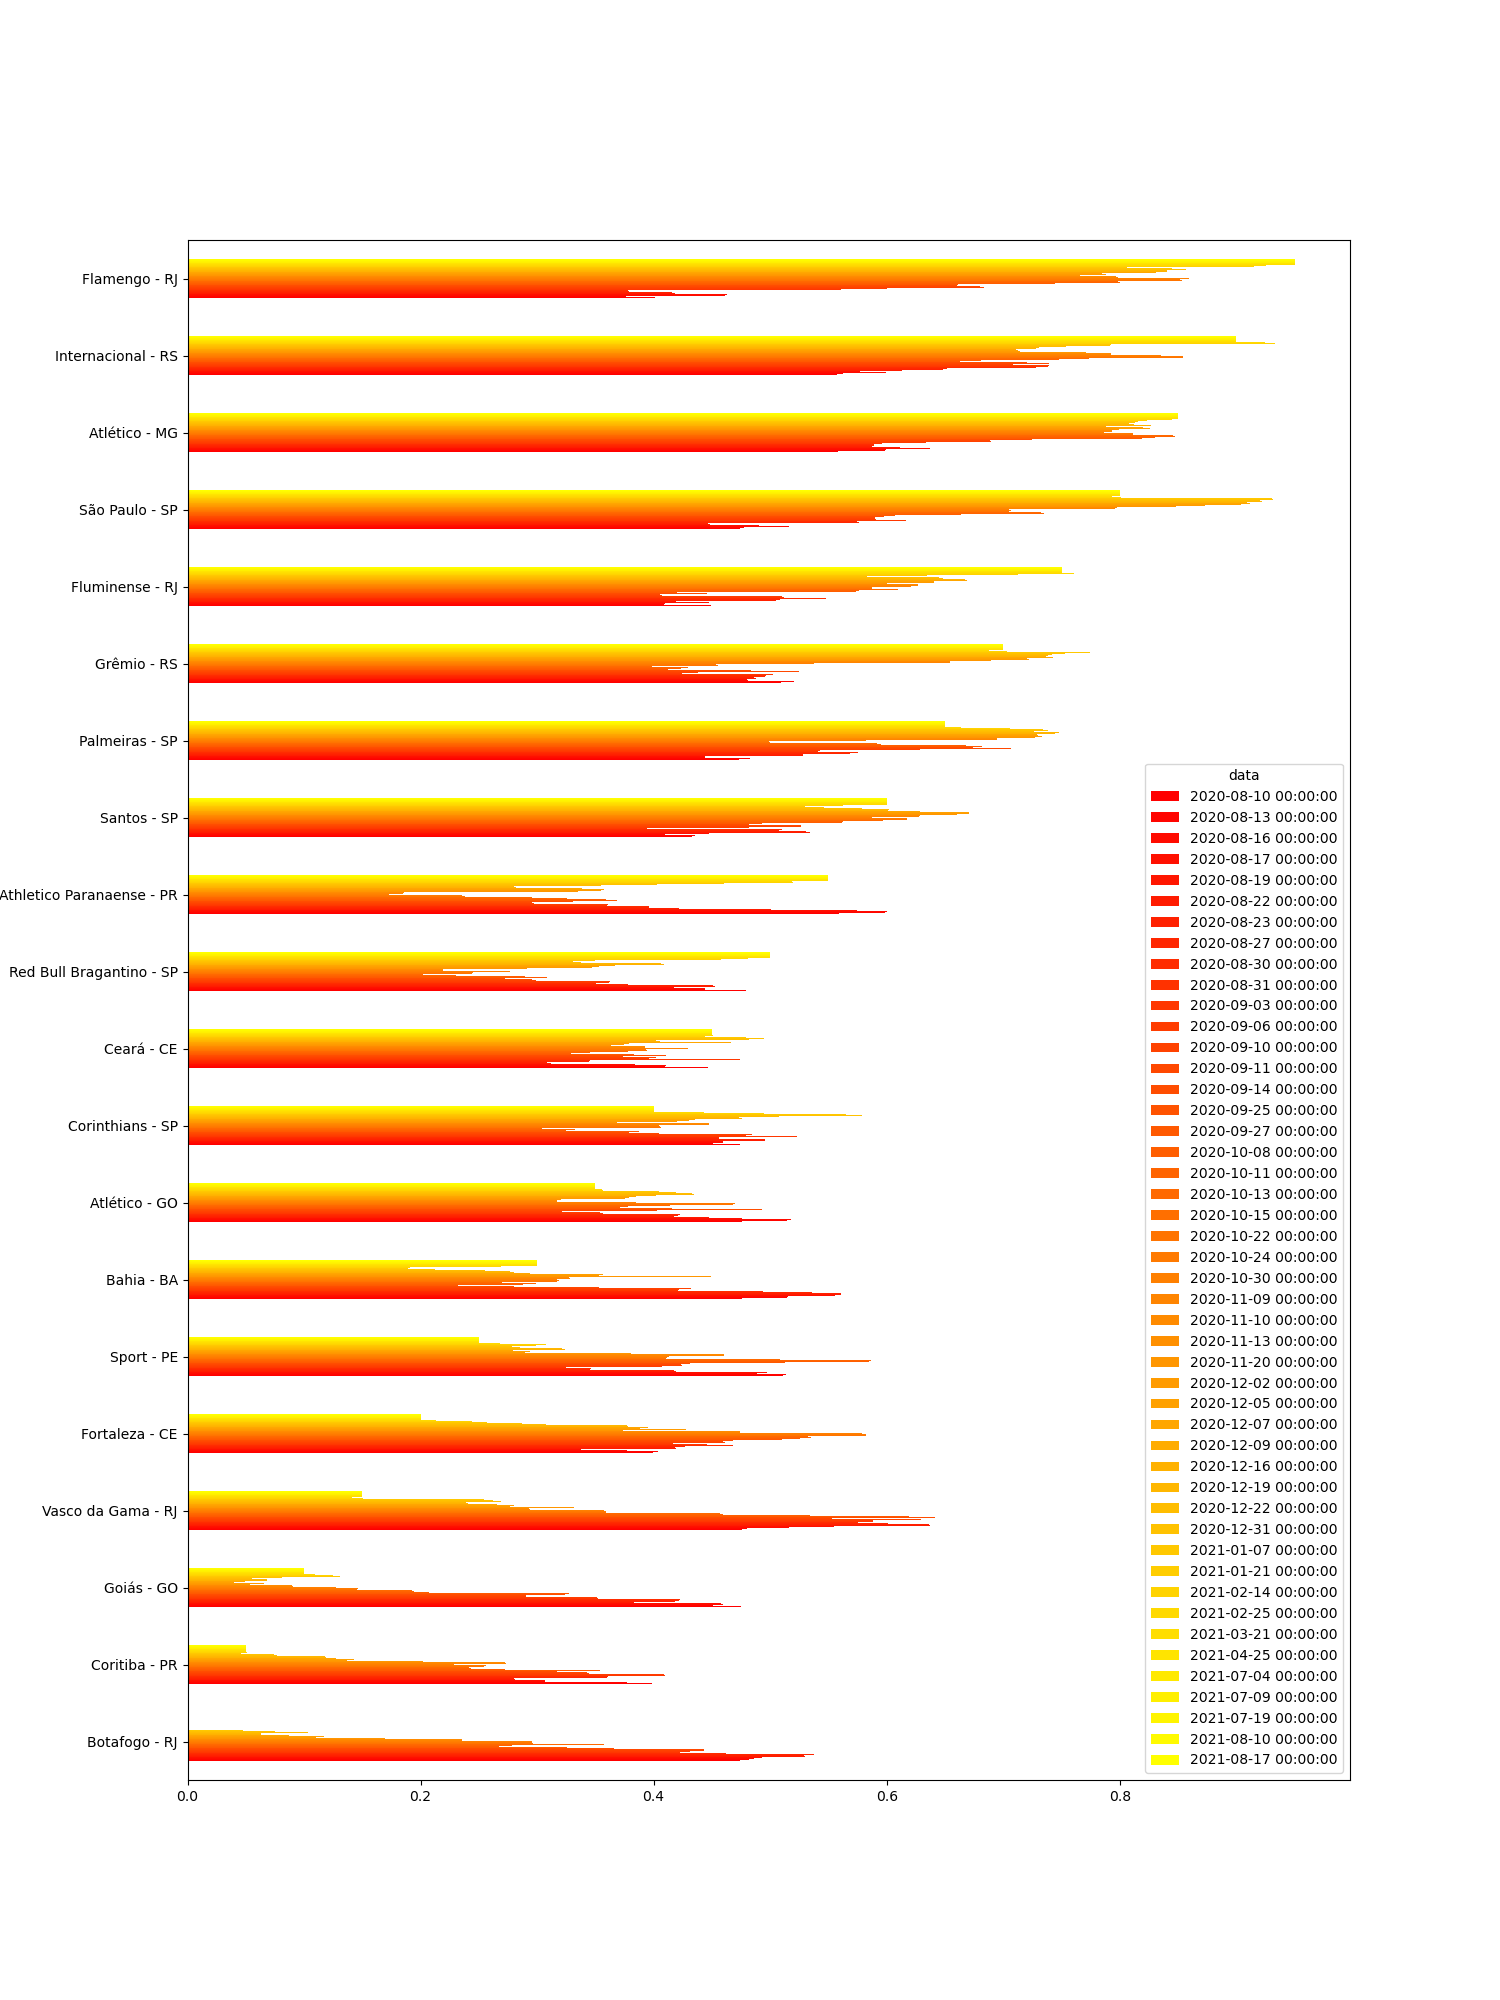 Flamengo - RJ
Internacional - RS
Atlético - MG
São Paulo - SP
Fluminense - RJ
Grêmio - RS
Palmeiras - SP
Santos - SP
Athletico Paranaense - PR
Red Bull Bragantino - SP
Ceará - CE
Corinthians - SP
Atlético - GO
Bahia - BA
Sport - PE
Fortaleza - CE
Vasco da Gama - RJ
Goiás - GO
Coritiba - PR
Botafogo - RJ
0.0 0.2 0.4 0.6 0.8
data
2020-08-10 00:00:00
2020-08-13 00:00:00
2020-08-16 00:00:00
2020-08-17 00:00:00
2020-08-19 00:00:00
2020-08-22 00:00:00
2020-08-23 00:00:00
2020-08-27 00:00:00
2020-08-30 00:00:00
2020-08-31 00:00:00
2020-09-03 00:00:00
2020-09-06 00:00:00
2020-09-10 00:00:00
2020-09-11 00:00:00
2020-09-14 00:00:00
2020-09-25 00:00:00
2020-09-27 00:00:00
2020-10-08 00:00:00
2020-10-11 00:00:00
2020-10-13 00:00:00
2020-10-15 00:00:00
2020-10-22 00:00:00
2020-10-24 00:00:00
2020-10-30 00:00:00
2020-11-09 00:00:00
2020-11-10 00:00:00
2020-11-13 00:00:00
2020-11-20 00:00:00
2020-12-02 00:00:00
2020-12-05 00:00:00
2020-12-07 00:00:00
2020-12-09 00:00:00
2020-12-16 00:00:00
2020-12-19 00:00:00
2020-12-22 00:00:00
2020-12-31 00:00:00
2021-01-07 00:00:00
2021-01-21 00:00:00
2021-02-14 00:00:00
2021-02-25 00:00:00
2021-03-21 00:00:00
2021-04-25 00:00:00
2021-07-04 00:00:00
2021-07-09 00:00:00
2021-07-19 00:00:00
2021-08-10 00:00:00
2021-08-17 00:00:00